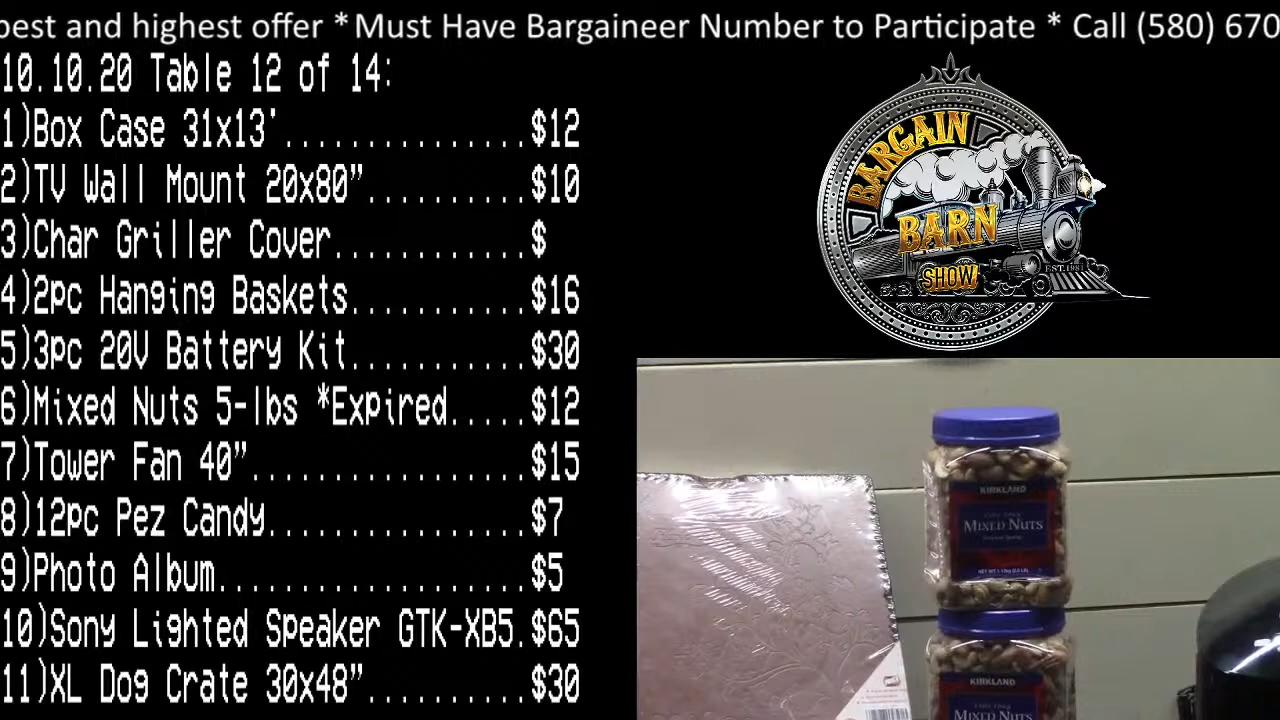 best and highest offer *Must Have Bargaineer Number to Participate * Call (580) 670
10.10.20 Table 12 of 14:
1)Box Case 31x13'...............$12
2)TV Wall Mount 20x80”..........$10
3)Char Griller Cover............$
4)2pc Hanging Baskets...........$16
5)3pc 20V Battery Kit...........$30
6)Mixed Nuts 5-lbs *Expired.....$12
7)Tower Fan 40”.................$15
8)12pc Pez Candy................$7
9)Photo Album...................$5
10)Sony Lighted Speaker GTK-XB5.$65
11)XL Dog Crate 30x48”..........$30
BARGAIN
BARN
SHOW
EST. 1981
KIRKLAND
MIXED NUTS
KIRKLAND
MIXED NUTS